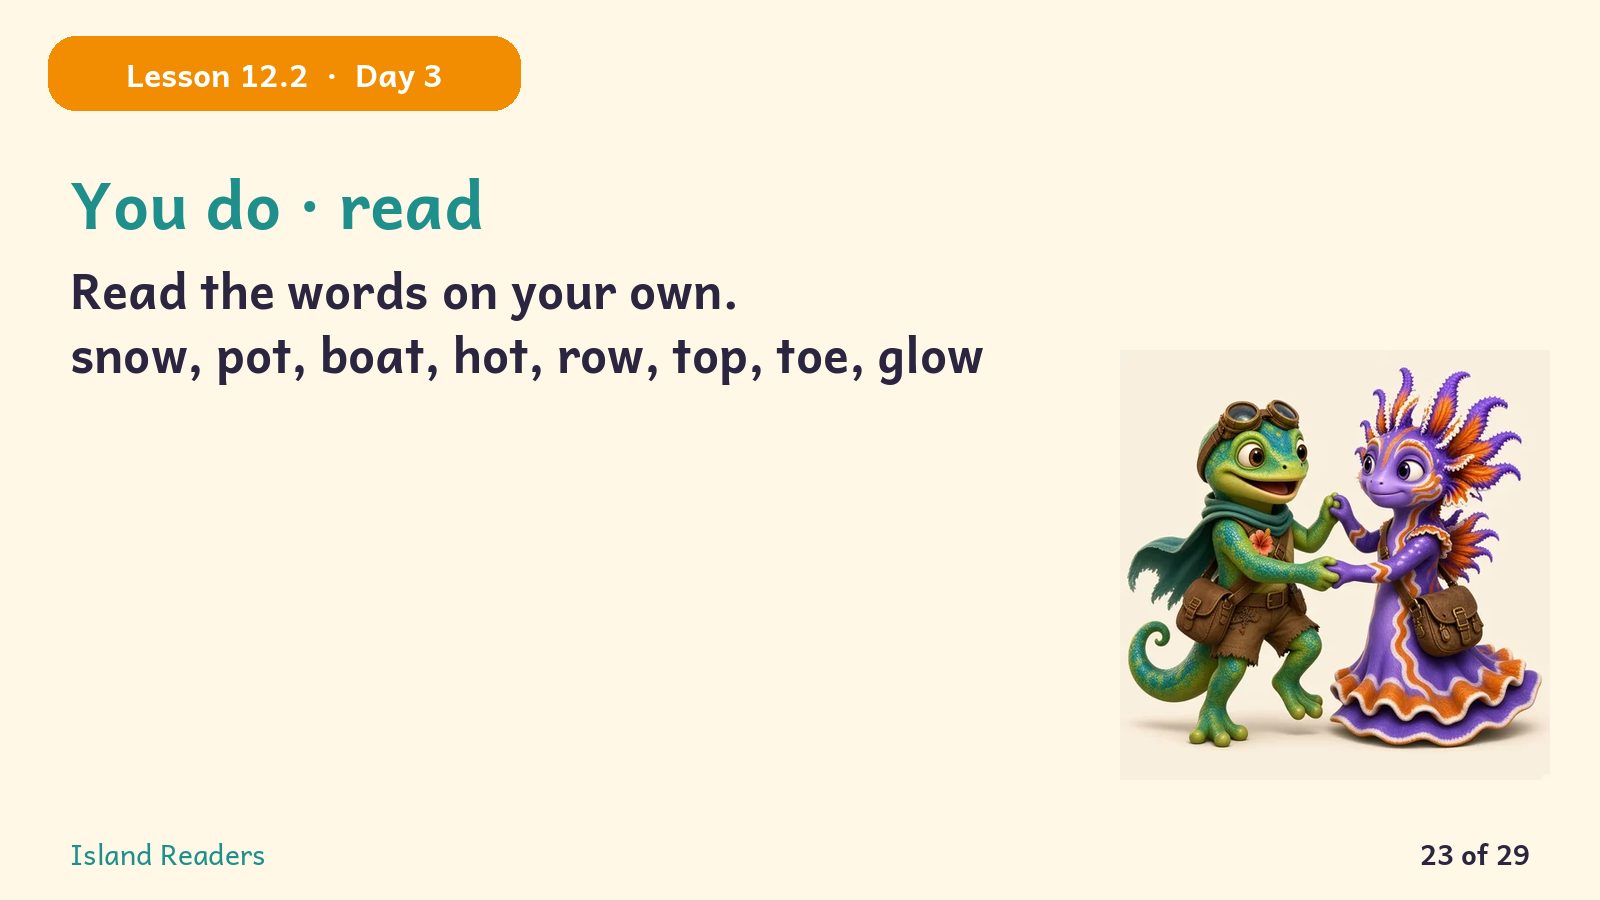 Lesson 12.2 · Day 3
You do · read
Read the words on your own.
snow, pot, boat, hot, row, top, toe, glow
Island Readers
23 of 29